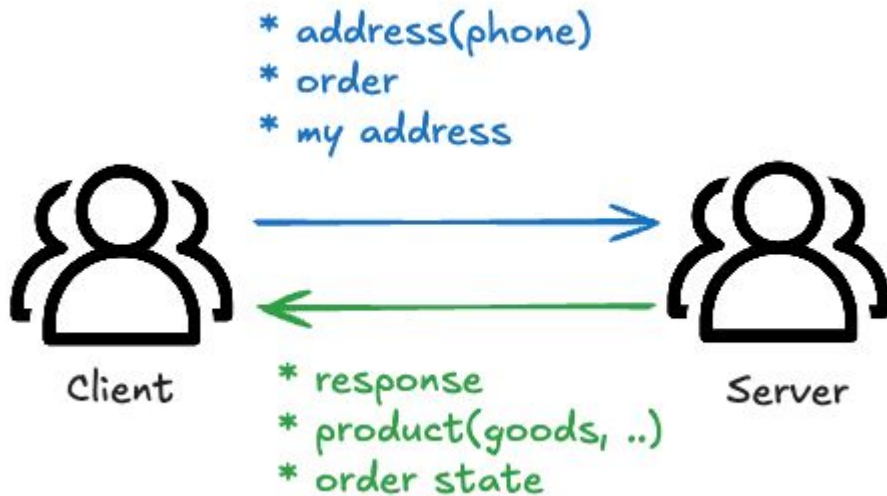 * address(phone)
* order
* my address
Client
Server
* response
* product(goods, ..)
* order state